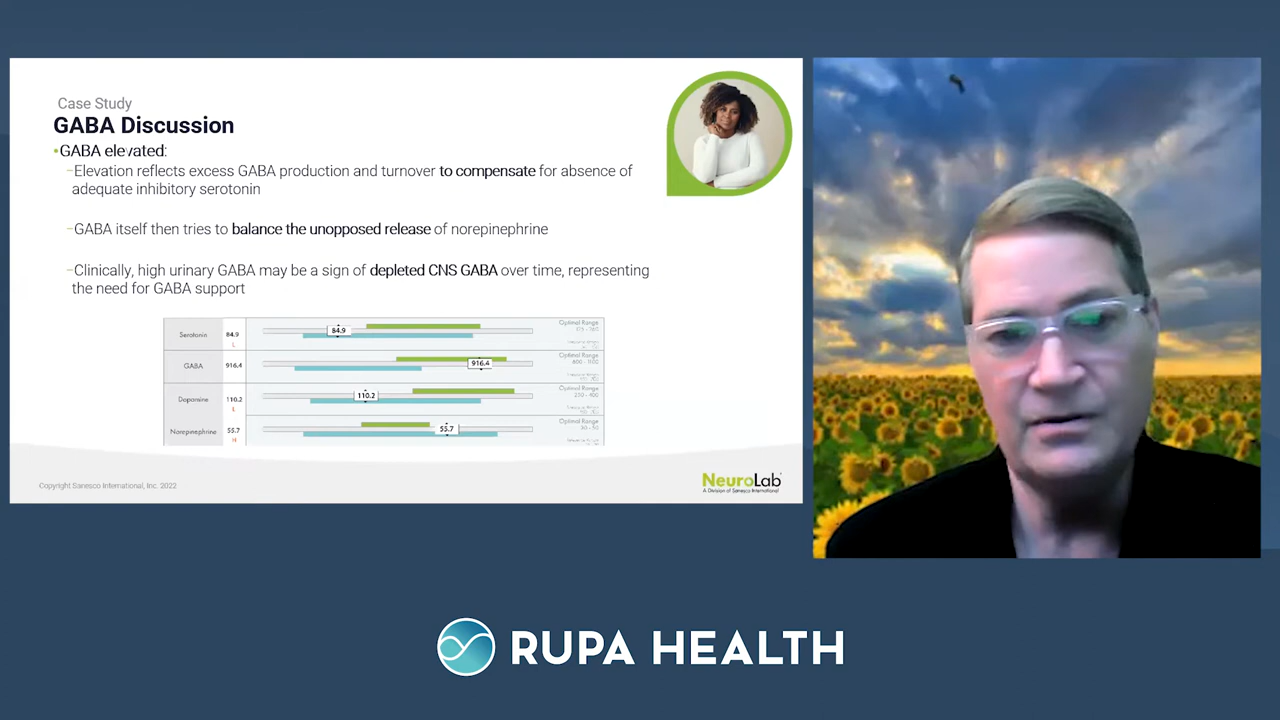 Case Study
GABA Discussion
•GABA elevated:
–Elevation reflects excess GABA production and turnover to compensate for absence of
adequate inhibitory serotonin
–GABA itself then tries to balance the unopposed release of norepinephrine
–Clinically, high urinary GABA may be a sign of depleted CNS GABA over time, representing
the need for GABA support
Serotonin 84.9 84.9 Optimal Range
L
GABA 916.4 916.4 Optimal Range
Dopamine 110.2 110.2 Optimal Range
L
Norepinephrine 55.7 55.7 Optimal Range
H
Copyright Sanesco International, Inc. 2022
NeuroLab
A Division of Sanesco International
RUPA HEALTH